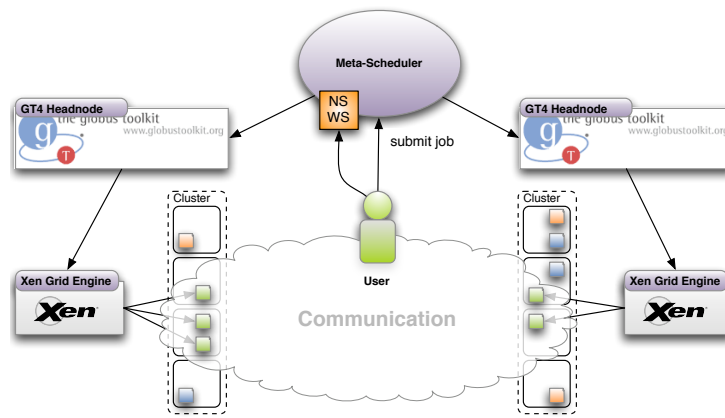 Meta-Scheduler
NS
WS
submit job
GT4 Headnode
the globus toolkit
www.globustoolkit.org
g
T
GT4 Headnode
the globus toolkit
www.globustoolkit.org
g
T
Cluster
Cluster
User
Xen Grid Engine
Xen
Xen Grid Engine
Xen
Communication